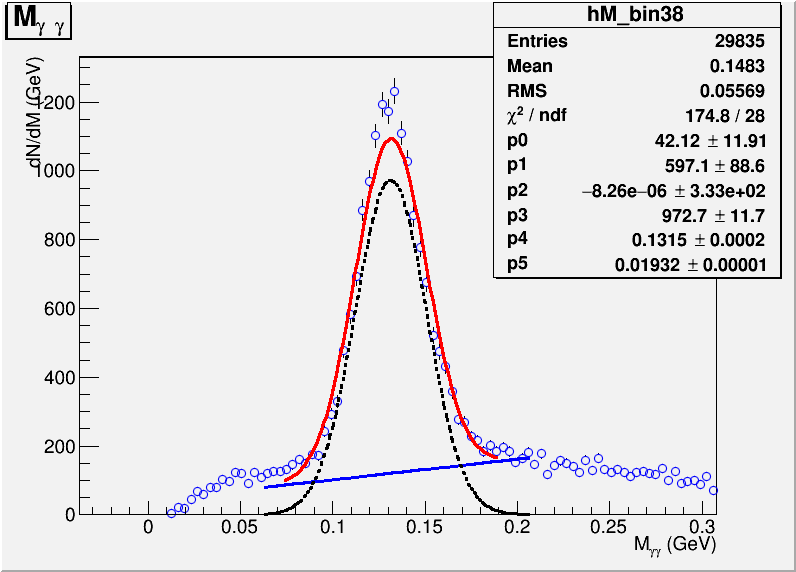 Mγ γ
hM_bin38
Entries 29835
Mean 0.1483
RMS 0.05569
χ² / ndf 174.8 / 28
p0 42.12 ± 11.91
p1 597.1 ± 88.6
p2 −8.26e−06 ± 3.33e+02
p3 972.7 ± 11.7
p4 0.1315 ± 0.0002
p5 0.01932 ± 0.00001
dN/dM (GeV)
1200
1000
800
600
400
200
0
0 0.05 0.1 0.15 0.2 0.25 0.3
Mγγ (GeV)